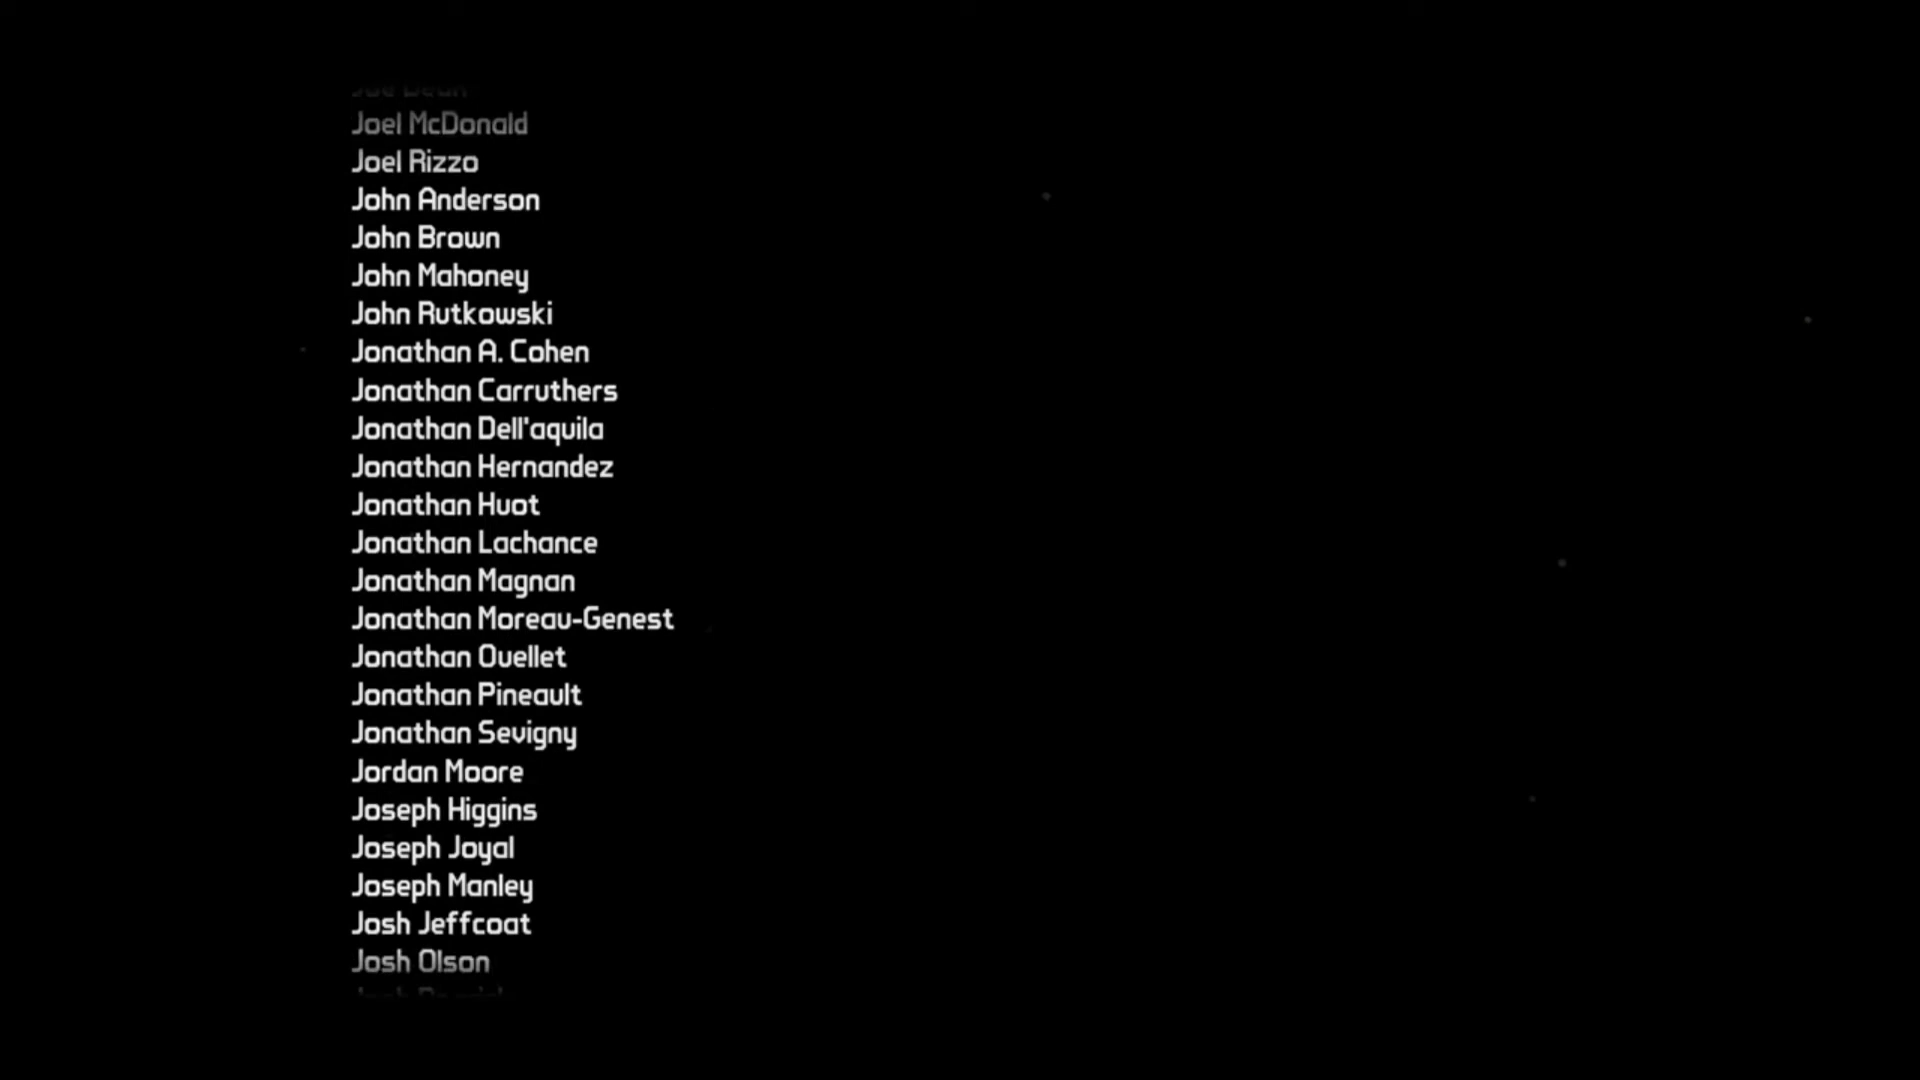 Joel McDonald
Joel Rizzo
John Anderson
John Brown
John Mahoney
John Rutkowski
Jonathan A. Cohen
Jonathan Carruthers
Jonathan Dell'aquila
Jonathan Hernandez
Jonathan Huot
Jonathan Lachance
Jonathan Magnan
Jonathan Moreau-Genest
Jonathan Ouellet
Jonathan Pineault
Jonathan Sevigny
Jordan Moore
Joseph Higgins
Joseph Joyal
Joseph Manley
Josh Jeffcoat
Josh Olson